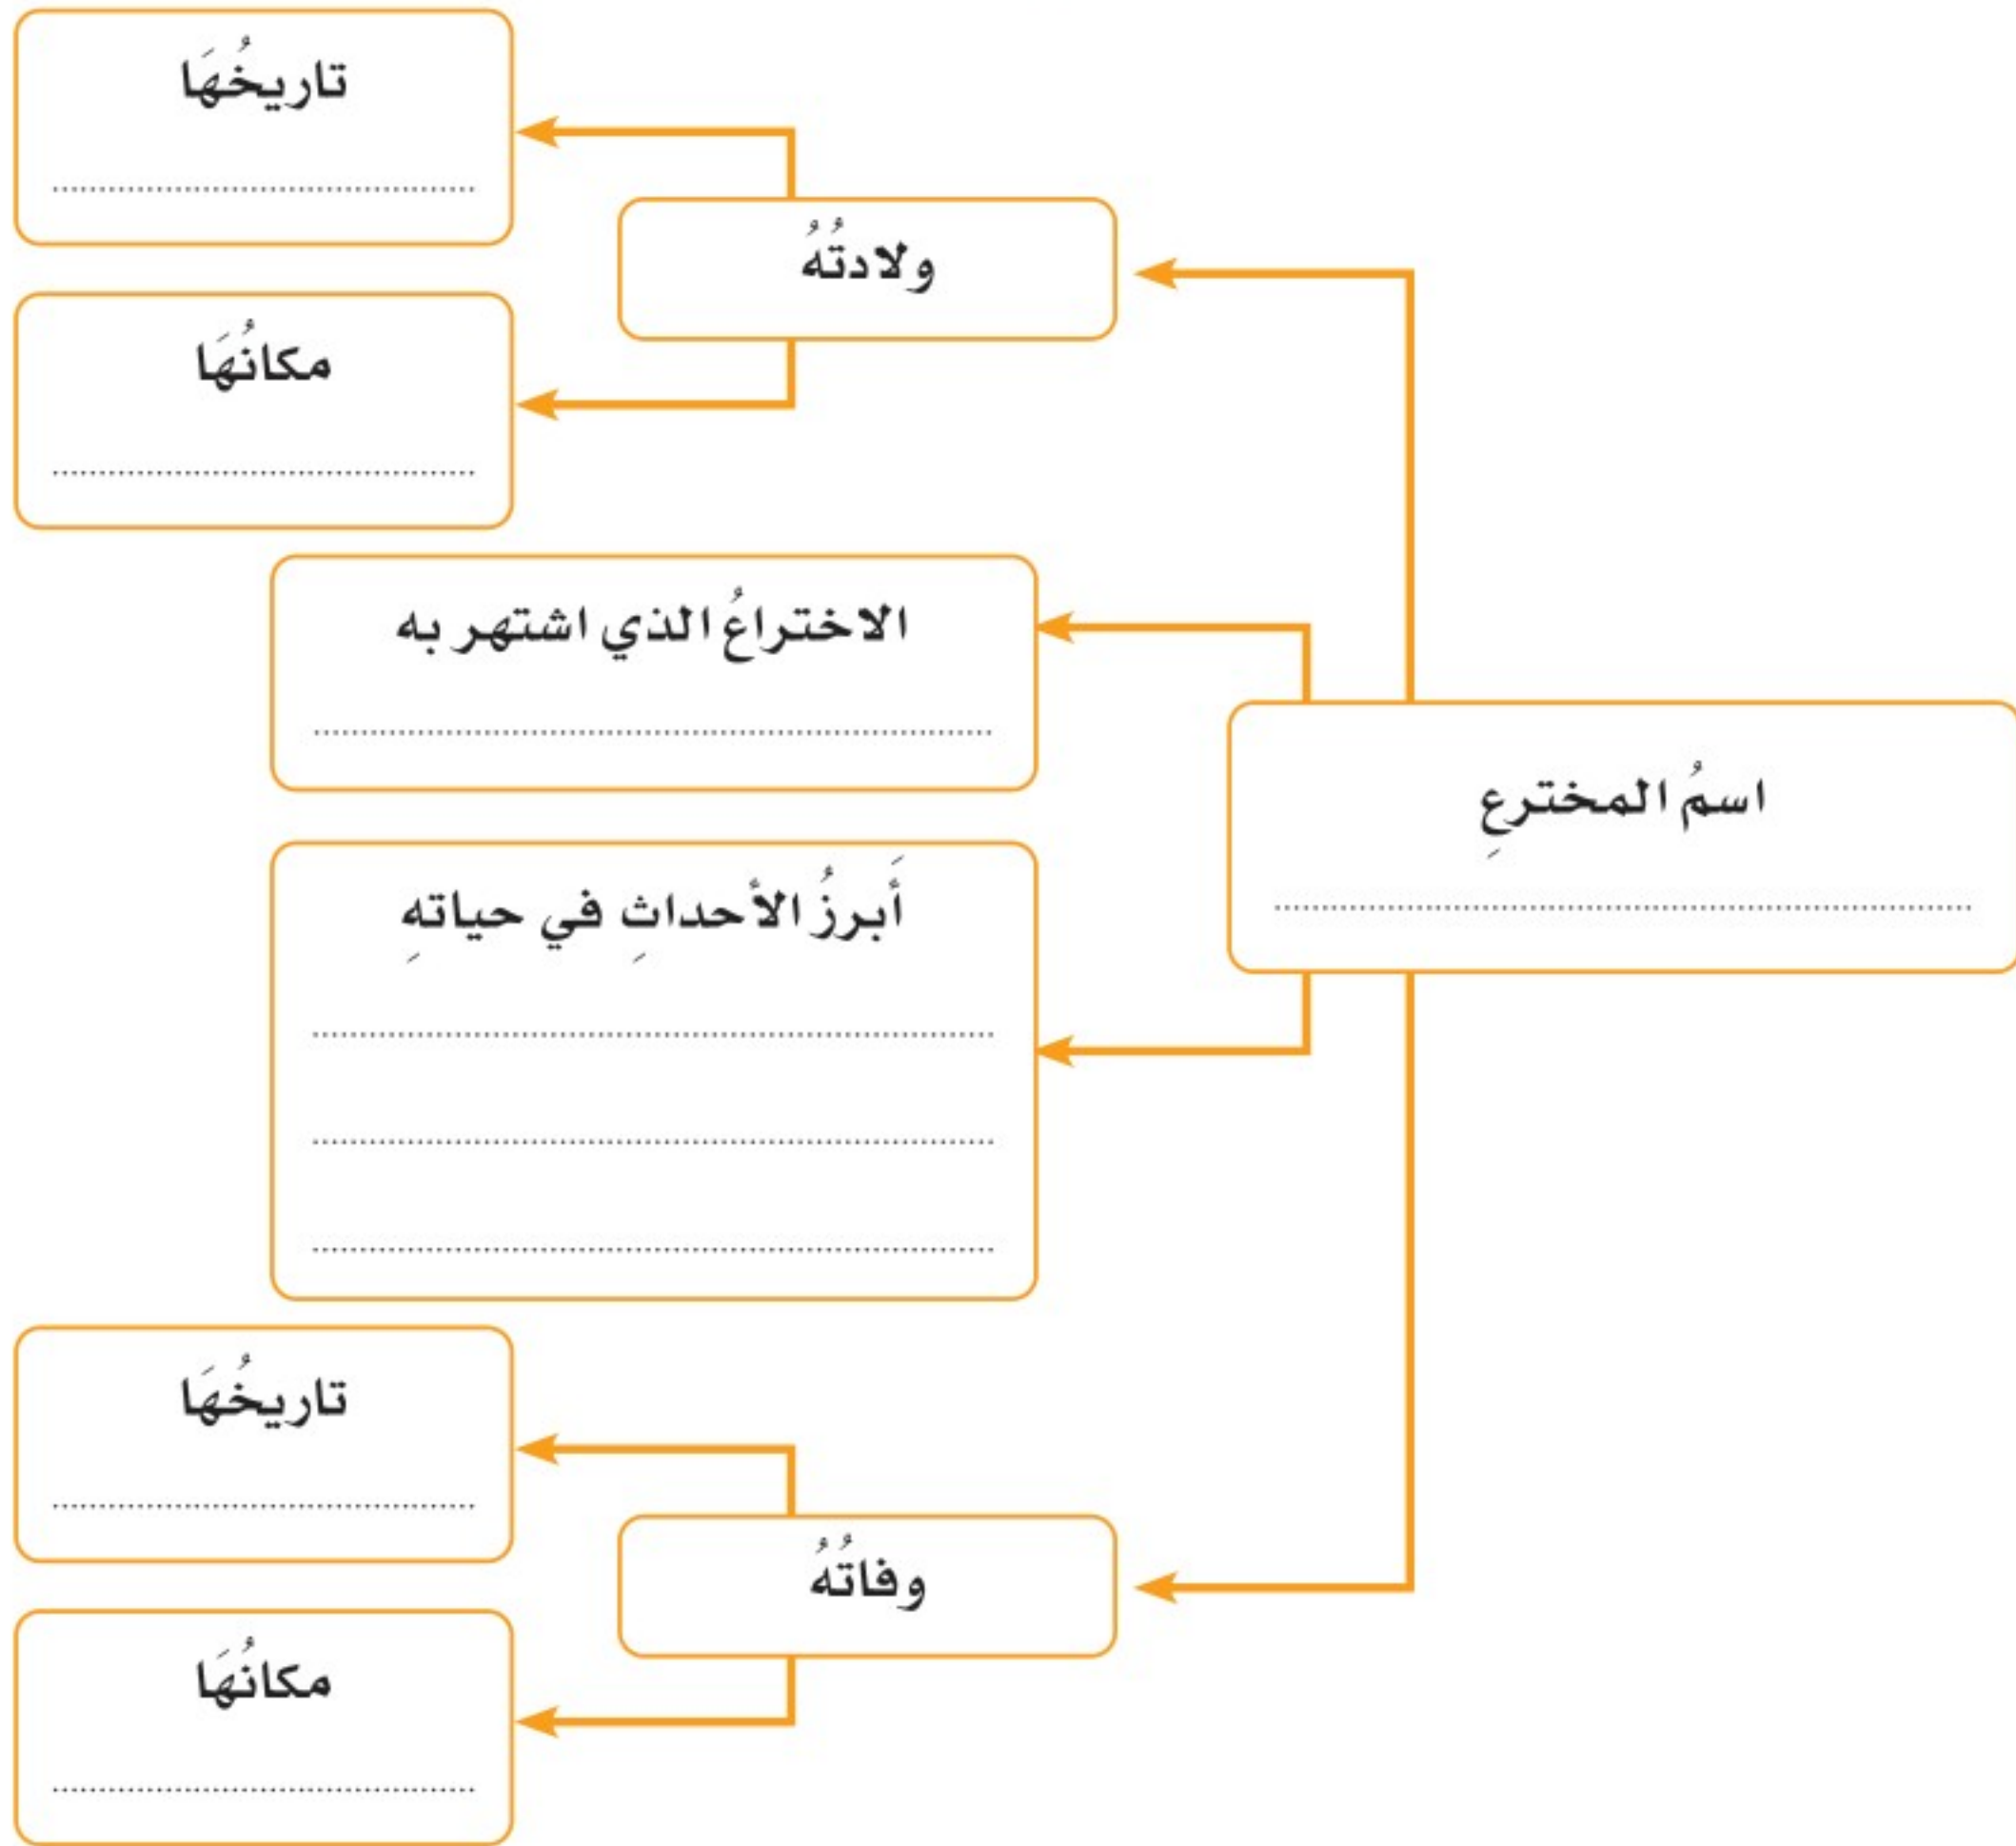 اسمُ المخترعِ
ولادتُهُ
تاريخُهَا
مكانُهَا
الاختراعُ الذي اشتهر به
أَبرزُ الأحداثِ في حياتهِ
وفاتُهُ
تاريخُهَا
مكانُهَا